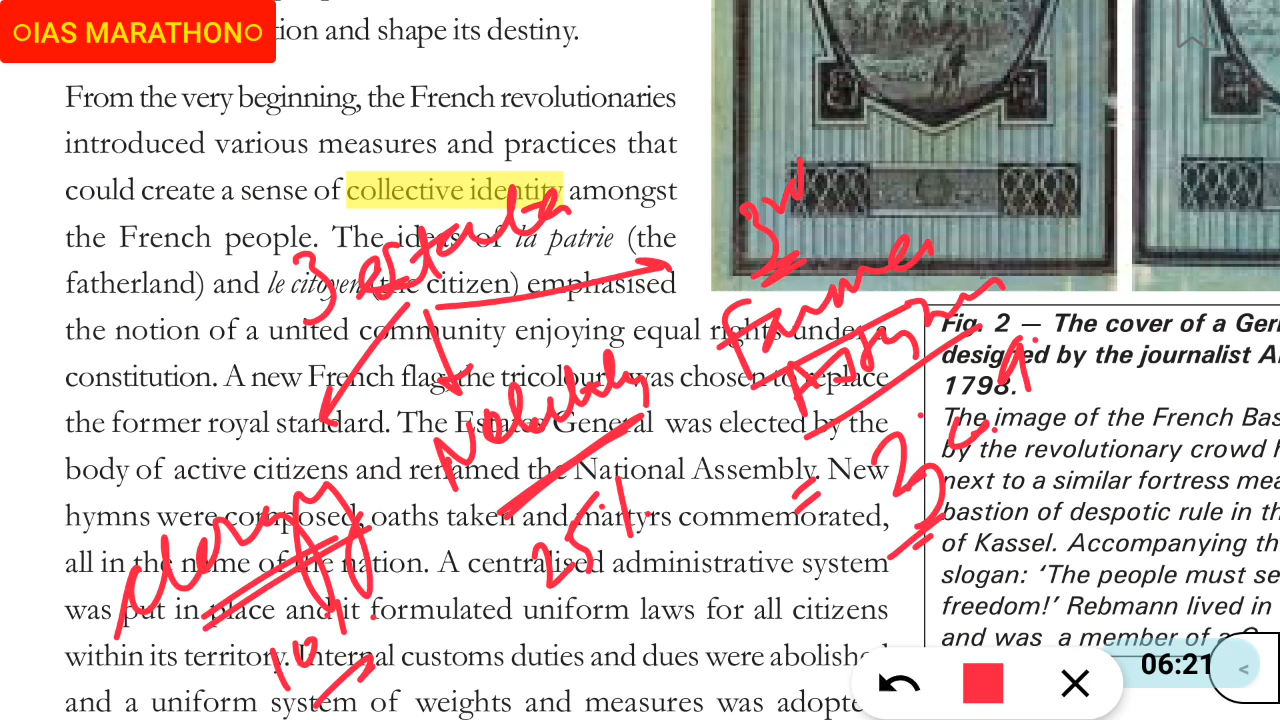 IAS MARATHON
tion and shape its destiny.
From the very beginning, the French revolutionaries
introduced various measures and practices that
could create a sense of collective identity amongst
the French people. The ideas of la patrie (the
fatherland) and le citoyen (the citizen) emphasised
the notion of a united community enjoying equal rights under a
constitution. A new French flag, the tricolour, was chosen to replace
the former royal standard. The Estates General was elected by the
body of active citizens and renamed the National Assembly. New
hymns were composed, oaths taken and martyrs commemorated,
all in the name of the nation. A centralised administrative system
was put in place and it formulated uniform laws for all citizens
within its territory. Internal customs duties and dues were abolished
and a uniform system of weights and measures was adopted
3 estate
clergy
10%
25%
3rd
Farmer
Fig. 2 — The cover of a Ger
designed by the journalist A
1798.
The image of the French Bas
by the revolutionary crowd h
next to a similar fortress mea
bastion of despotic rule in th
of Kassel. Accompanying th
slogan: ‘The people must se
freedom!’ Rebmann lived in
and was a member of a G
06:21